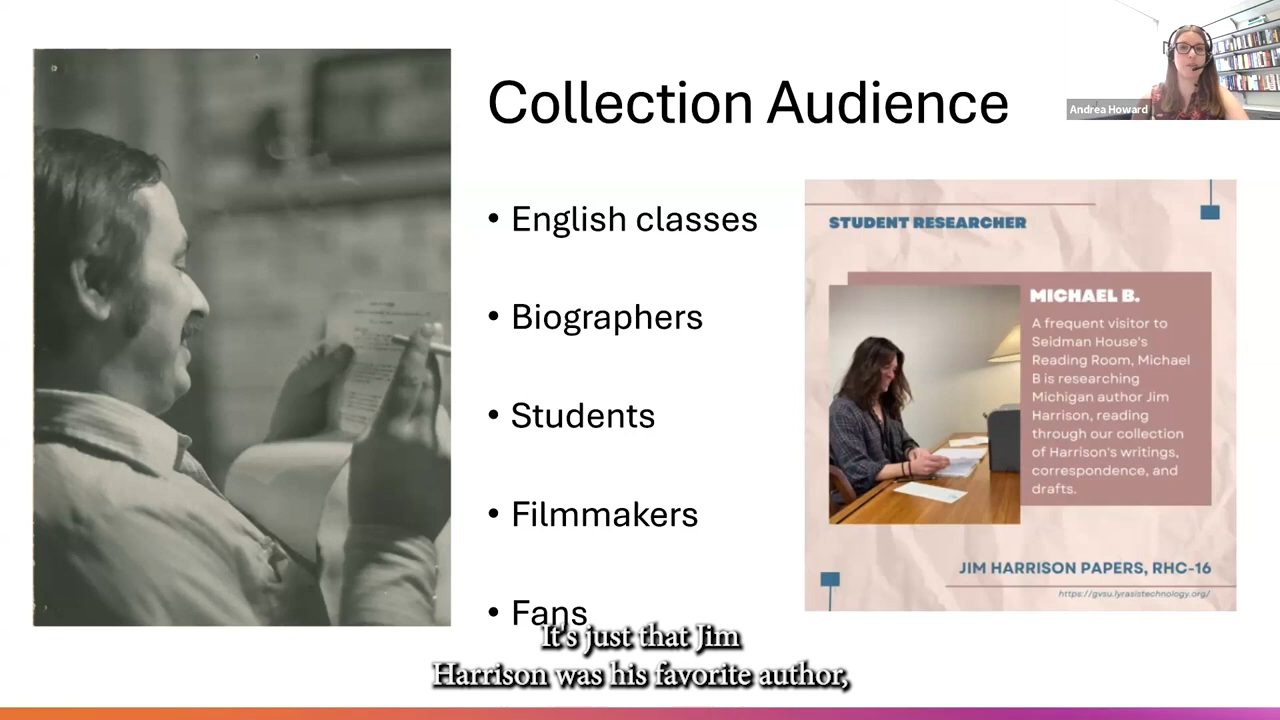 Collection Audience
Andrea Howard
• English classes
• Biographers
• Students
• Filmmakers
• Fans
STUDENT RESEARCHER
MICHAEL B.
A frequent visitor to
Seidman House's
Reading Room, Michael
B is researching
Michigan author Jim
Harrison, reading
through our collection
of Harrison's writings,
correspondence, and
drafts.
JIM HARRISON PAPERS, RHC-16
https://gvsu.lyrasistechnology.org/
It's just that Jim
Harrison was his favorite author,